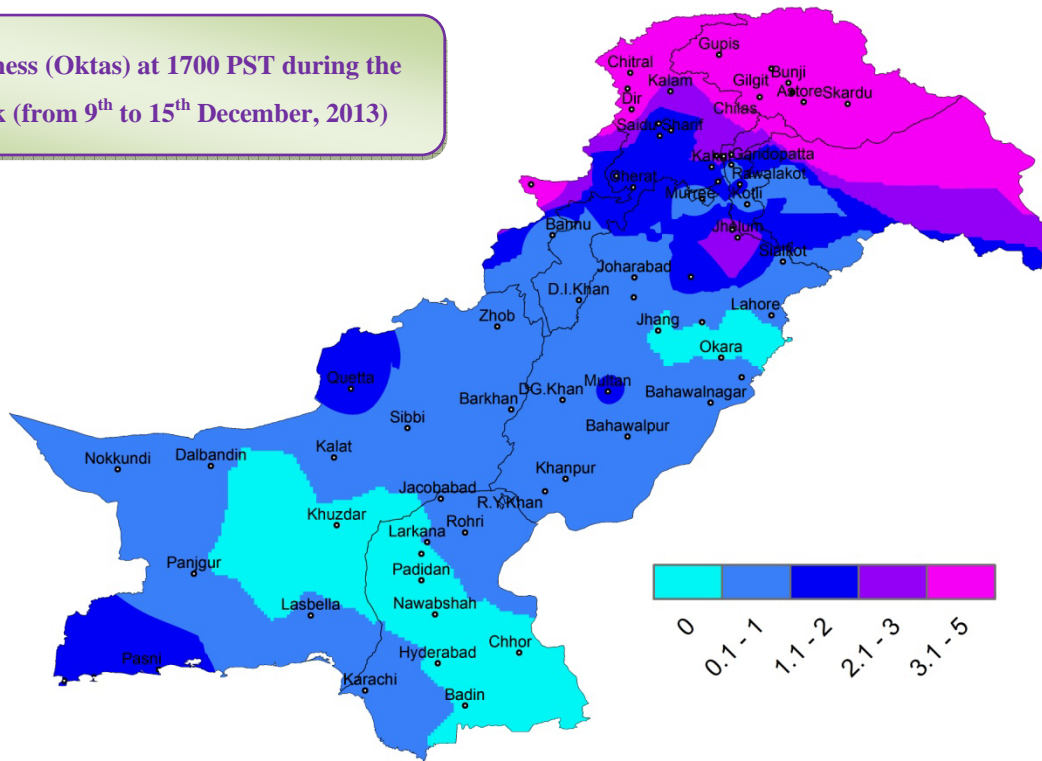 ness (Oktas) at 1700 PST during the
k (from 9th to 15th December, 2013)
Gupis
Chitral
Gilgit
Bunji
Kalam
Astore
Skardu
Dir
Chilas
Saidu Sharif
Garidopatta
Rawalakot
Cherat
Murree
Kotli
Bannu
Jhelum
Sialkot
Joharabad
D.I.Khan
Lahore
Zhob
Jhang
Okara
Quetta
Multan
D.G.Khan
Bahawalnagar
Barkhan
Sibbi
Bahawalpur
Kalat
Nokkundi
Dalbandin
Khanpur
Jacobabad
R.Y.Khan
Khuzdar
Rohri
Larkana
Panjgur
Padidan
Lasbella
Nawabshah
Chhor
Pasni
Hyderabad
Karachi
Badin
0
0.1 - 1
1.1 - 2
2.1 - 3
3.1 - 5